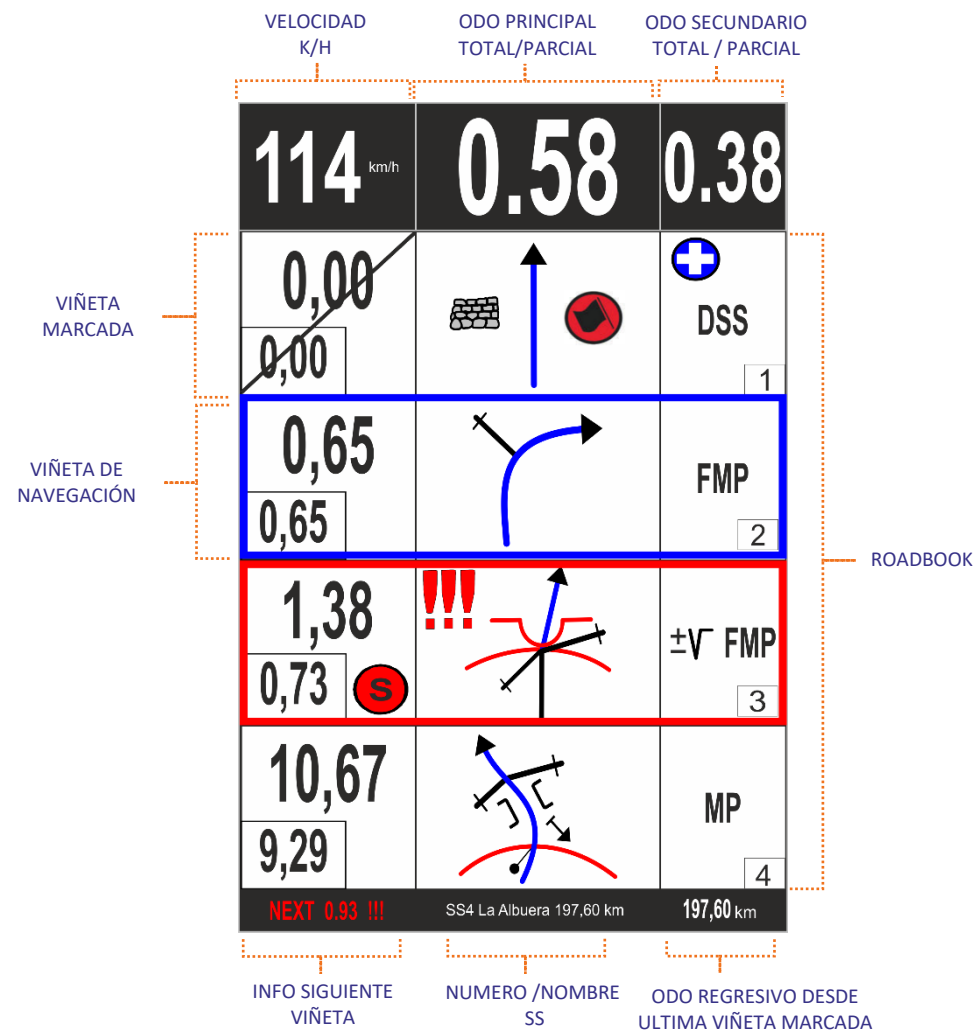 VELOCIDAD
K/H
ODO PRINCIPAL
TOTAL/PARCIAL
ODO SECUNDARIO
TOTAL / PARCIAL
114 km/h
0.58
0.38
VIÑETA
MARCADA
0,00
0,00
DSS
1
VIÑETA DE
NAVEGACIÓN
0,65
0,65
FMP
2
ROADBOOK
1,38
0,73
S
!!!
±V FMP
3
10,67
9,29
MP
4
NEXT 0.93 !!!
SS4 La Albuera 197,60 km
197,60 km
INFO SIGUIENTE
VIÑETA
NUMERO /NOMBRE
SS
ODO REGRESIVO DESDE
ULTIMA VIÑETA MARCADA